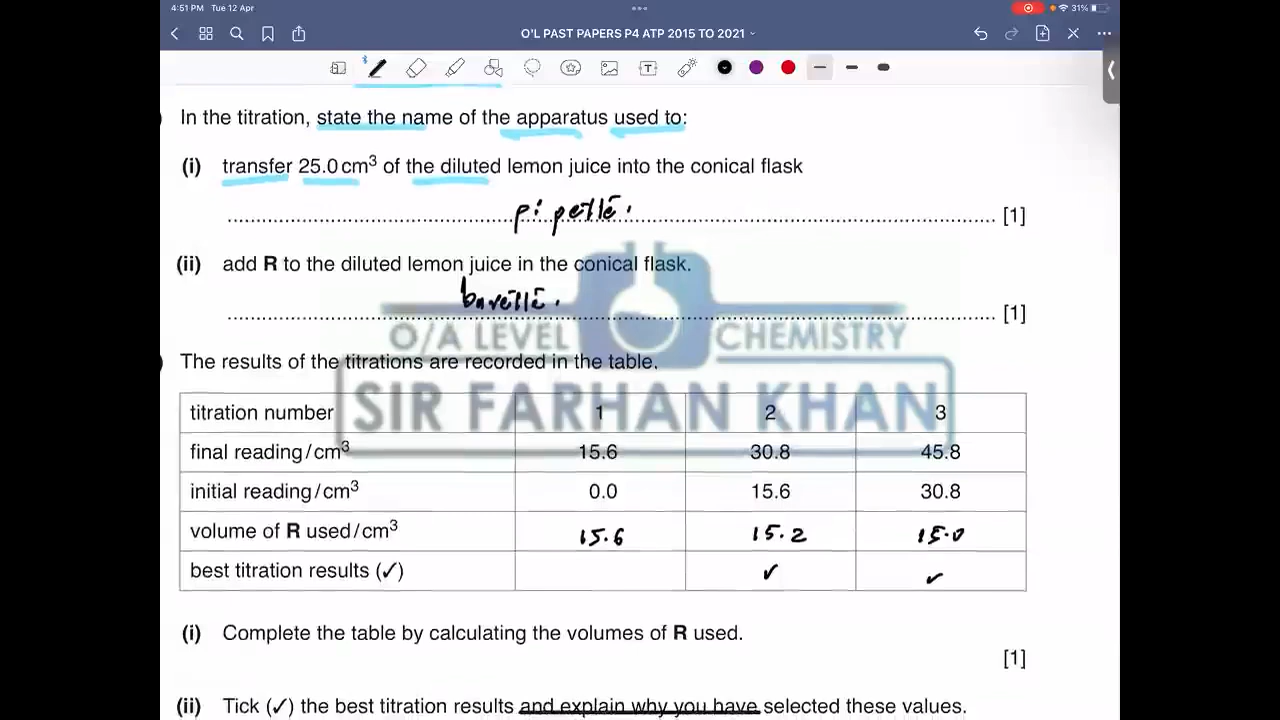 4:51 PM Tue 12 Apr
31%
O'L PAST PAPERS P4 ATP 2015 TO 2021
In the titration, state the name of the apparatus used to:
(i) transfer 25.0 cm³ of the diluted lemon juice into the conical flask
pipette. [1]
(ii) add R to the diluted lemon juice in the conical flask.
burette. [1]
O/A LEVEL CHEMISTRY
The results of the titrations are recorded in the table.
SIR FARHAN KHAN
titration number 1 2 3
final reading/cm³ 15.6 30.8 45.8
initial reading/cm³ 0.0 15.6 30.8
volume of R used/cm³ 15.6 15.2 15.0
best titration results (✓) ✓ ✓
(i) Complete the table by calculating the volumes of R used.
[1]
(ii) Tick (✓) the best titration results and explain why you have selected these values.